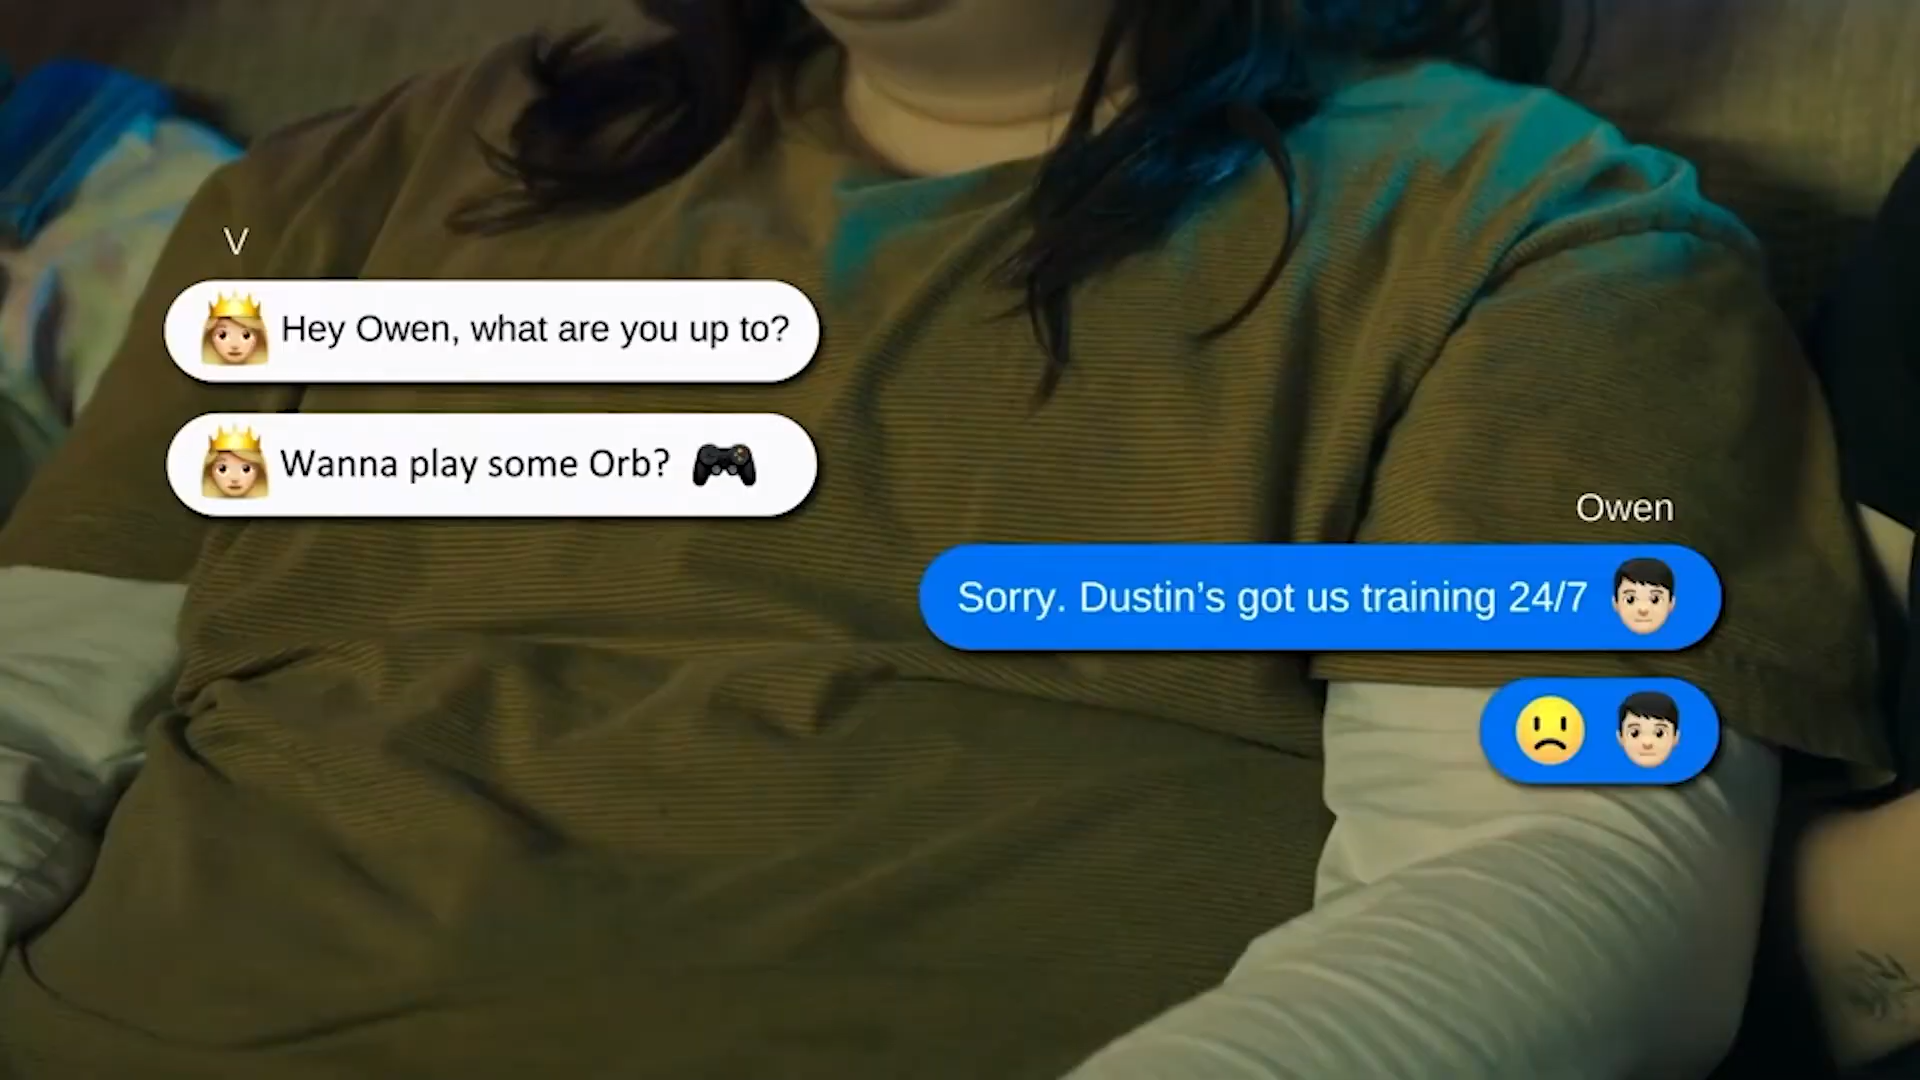 V
Hey Owen, what are you up to?
Wanna play some Orb? 🎮
Owen
Sorry. Dustin’s got us training 24/7
🙁